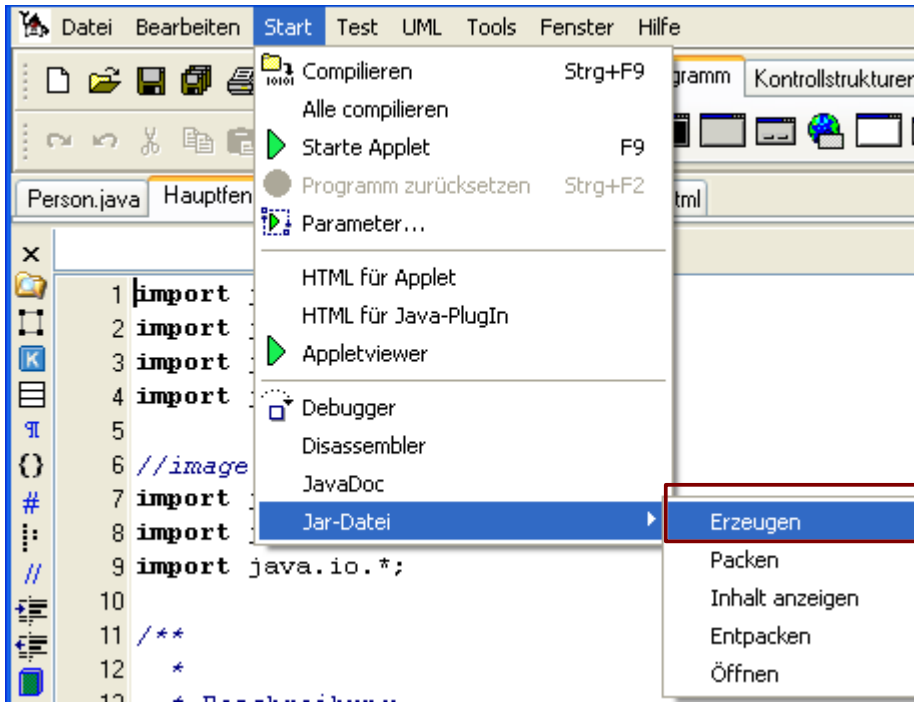 Datei Bearbeiten Start Test UML Tools Fenster Hilfe
Compilieren Strg+F9
Alle compilieren
Starte Applet F9
Programm zurücksetzen Strg+F2
Parameter...
HTML für Applet
HTML für Java-PlugIn
Appletviewer
Debugger
Disassembler
JavaDoc
Jar-Datei
Erzeugen
Packen
Inhalt anzeigen
Entpacken
Öffnen
Kontrollstrukturen
Person.java
1 import
2 import
3 import
4 import
5
6 //image
7 import
8 import
9 import java.io.*;
10
11 /**
12 *